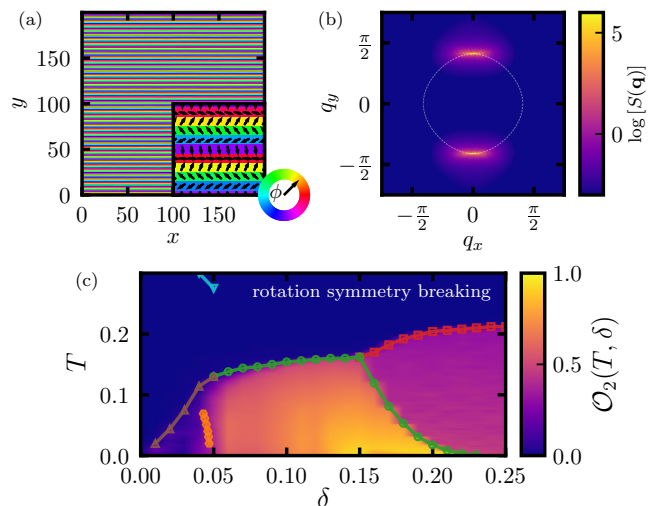 (a)
150
100
50
0
y
0
50
100
150
x
ϕ
(b)
π/2
0
−π/2
q_y
−π/2
0
π/2
q_x
5
0
log [S(q)]
(c)
rotation symmetry breaking
0.2
0.1
0.0
T
0.00
0.05
0.10
0.15
0.20
0.25
δ
1.0
0.5
0.0
𝒪₂(T, δ)